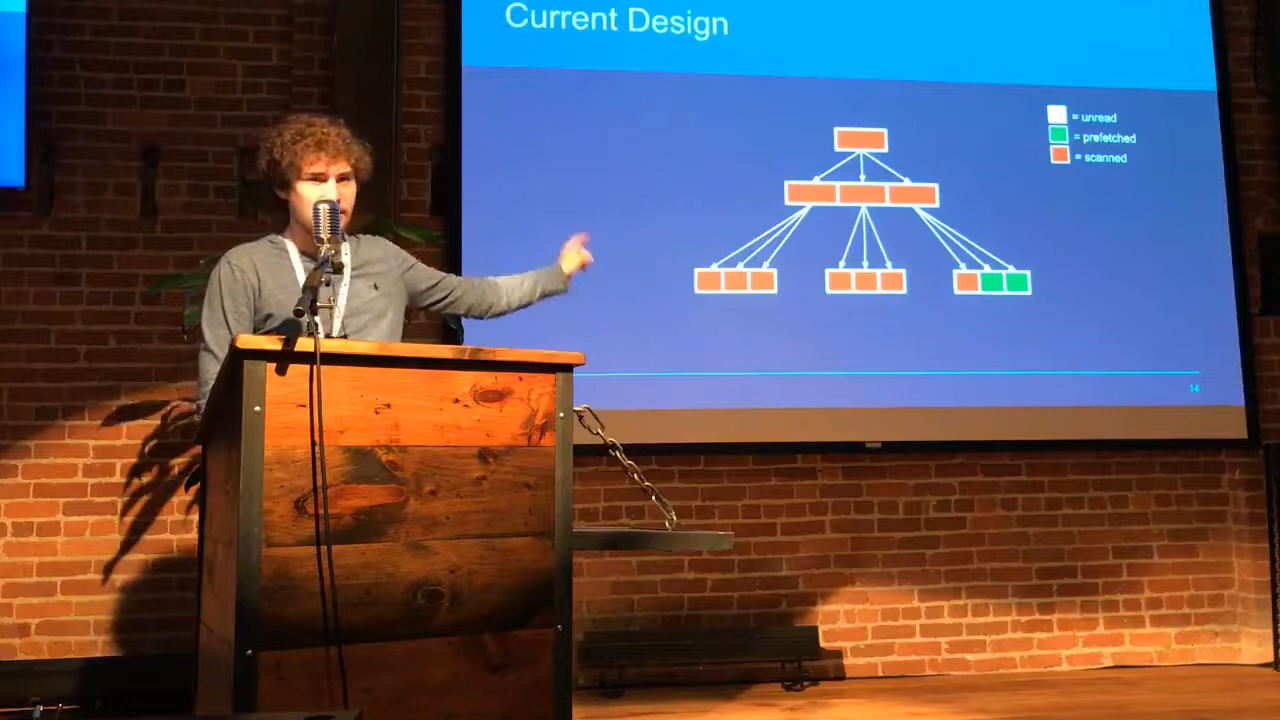 Current Design
= unread
= prefetched
= scanned
14